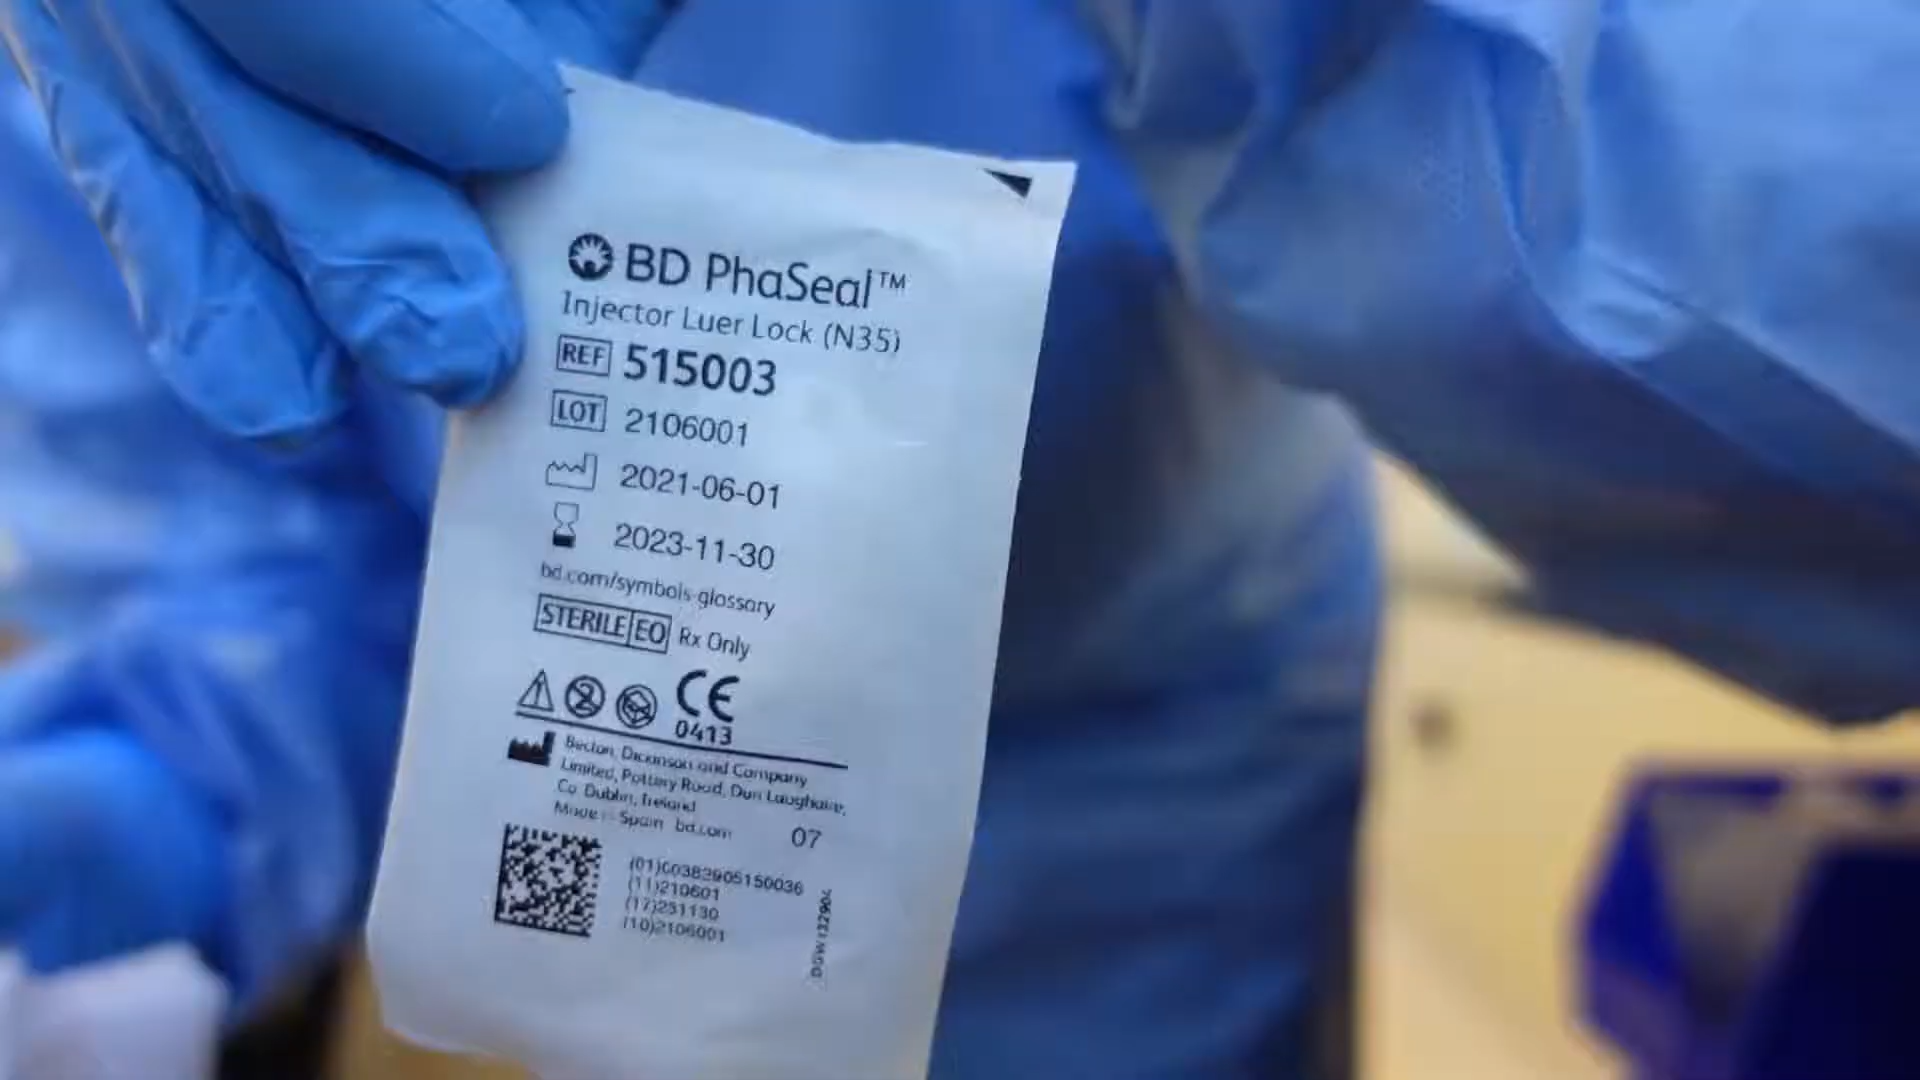 BD PhaSeal™
Injector Luer Lock (N35)
REF 515003
LOT 2106001
2021-06-01
2023-11-30
bd.com/symbols-glossary
STERILE EO Rx Only
CE
0413
Becton, Dickinson and Company
Limited, Pottery Road, Dun Laoghaire,
Co. Dublin, Ireland
Made in Spain bd.com 07
(01)00382905150036
(11)210601
(17)231130
(10)2106001